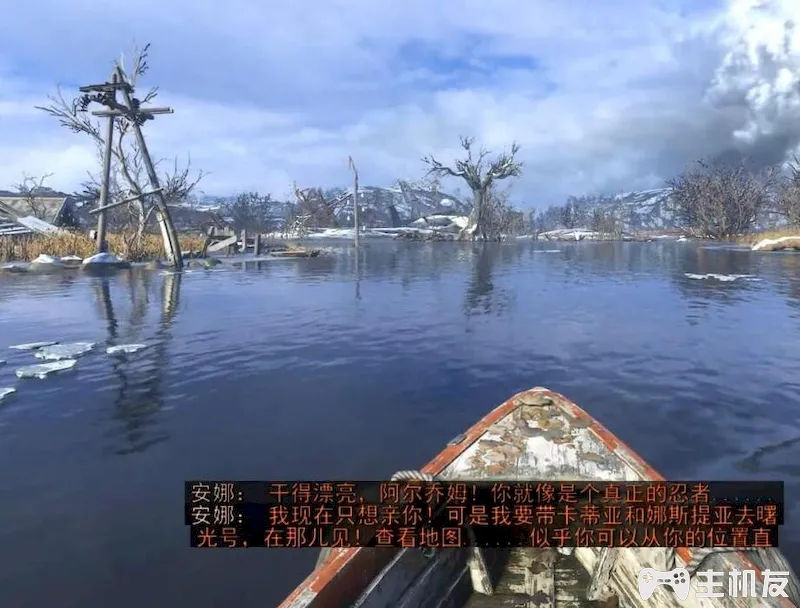 安娜： 干得漂亮，阿尔乔姆！你就像是个真正的忍者......
安娜： 我现在只想亲你！可是我要带卡蒂亚和娜斯提亚去曙
光号，在那儿见！查看地图...... 似乎你可以从你的位置直
主机友